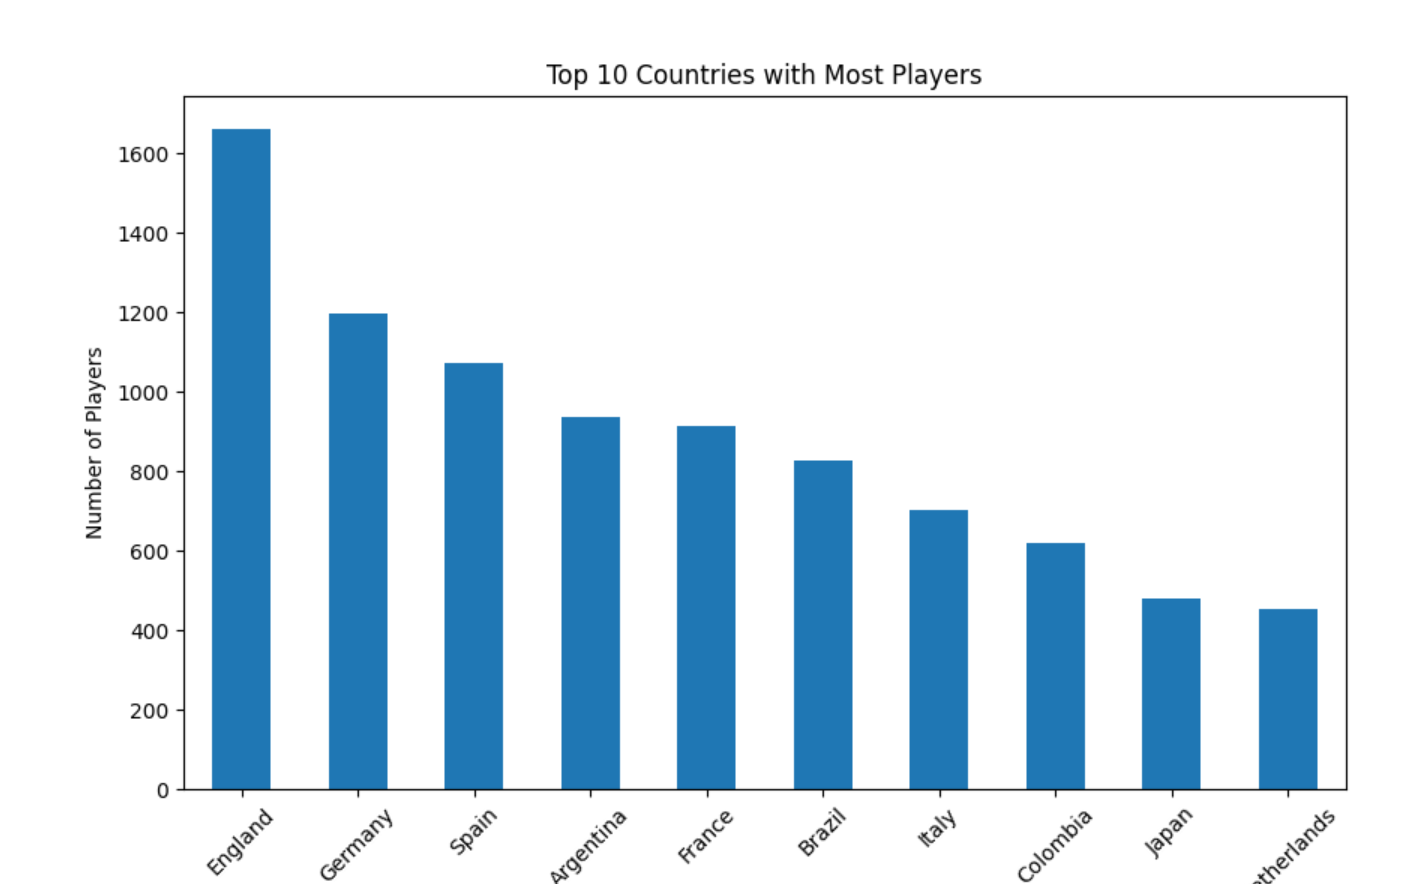 Top 10 Countries with Most Players
Number of Players
1600
1400
1200
1000
800
600
400
200
0
England
Germany
Spain
Argentina
France
Brazil
Italy
Colombia
Japan
etherlands